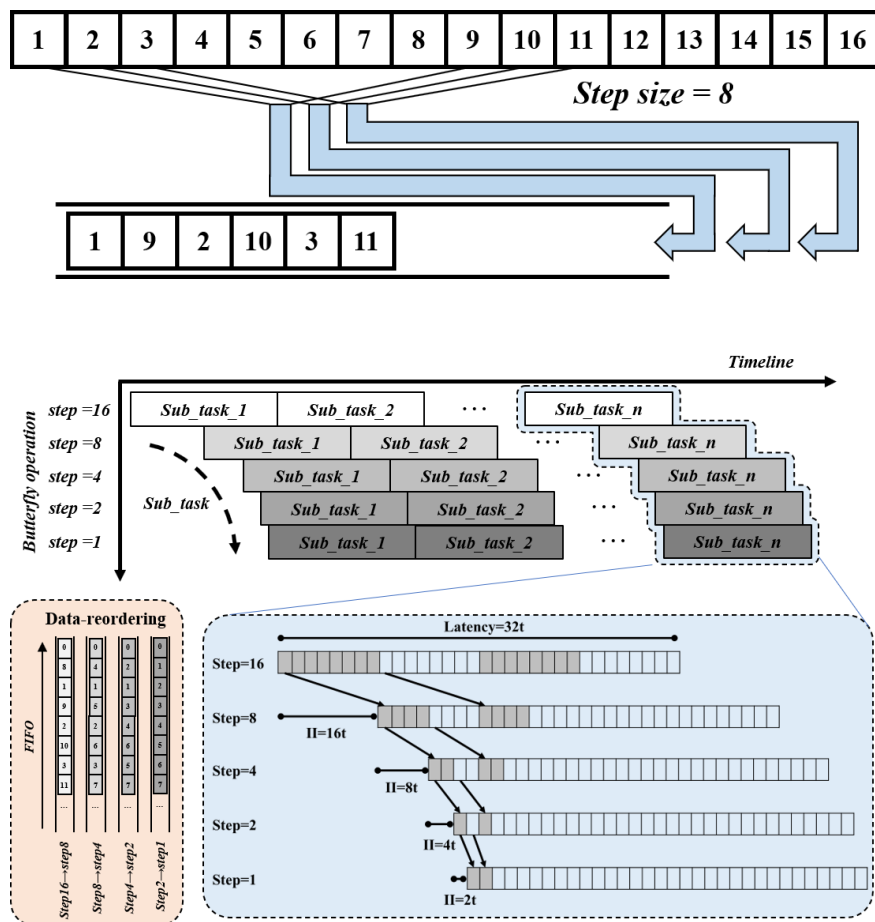 1 2 3 4 5 6 7 8 9 10 11 12 13 14 15 16
Step size = 8
1 9 2 10 3 11
Timeline
Butterfly operation
step =16 Sub_task_1 Sub_task_2 ... Sub_task_n
step =8 Sub_task_1 Sub_task_2 ... Sub_task_n
step =4 Sub_task_1 Sub_task_2 ... Sub_task_n
step =2 Sub_task_1 Sub_task_2 ... Sub_task_n
step =1 Sub_task_1 Sub_task_2 ... Sub_task_n
Sub_task
Data-reordering
FIFO
0 0 0 0
8 4 2 1
1 1 1 2
9 5 3 3
2 2 4 4
10 6 6 5
3 3 5 6
11 7 7 7
... ... ... ...
Step16→step8
Step8→step4
Step4→step2
Step2→step1
Latency=32t
Step=16
Step=8
II=16t
Step=4
II=8t
Step=2
II=4t
Step=1
II=2t